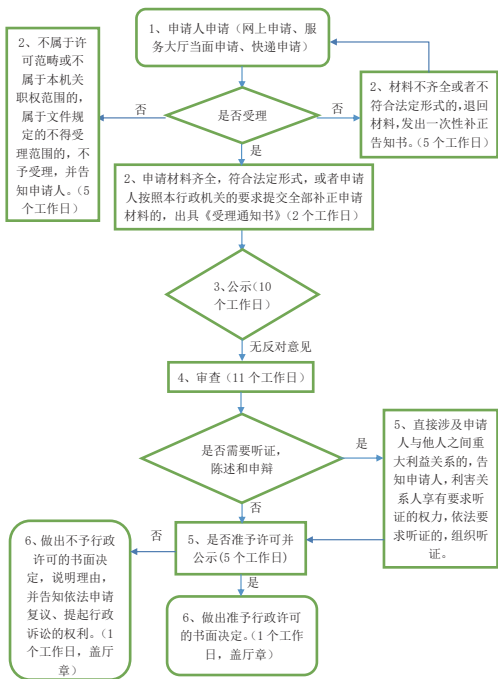 1、申请人申请（网上申请、服
务大厅当面申请、快递申请）
2、不属于许
可范畴或不
属于本机关
职权范围的，
属于文件规
定的不得受
理范围的，不
予受理，并告
知申请人。（5
个工作日）
否
是否受理
否
2、材料不齐全或者不
符合法定形式的，退回
材料，发出一次性补正
告知书。（5 个工作日）
是
2、申请材料齐全，符合法定形式，或者申请
人按照本行政机关的要求提交全部补正申请
材料的，出具《受理通知书》（2 个工作日）
3、公示（10
个工作日）
无反对意见
4、审查（11 个工作日）
是否需要听证，
陈述和申辩
是
5、直接涉及申请
人与他人之间重
大利益关系的，告
知申请人，利害关
系人享有要求听
证的权力，依法要
求听证的，组织听
证。
否
5、是否准予许可并
公示(5 个工作日)
否
6、做出不予行政
许可的书面决
定，说明理由，
并告知依法申请
复议、提起行政
诉讼的权利。（1
个工作日，盖厅
章）
是
6、做出准予行政许可
的书面决定。（1 个工作
日，盖厅章）